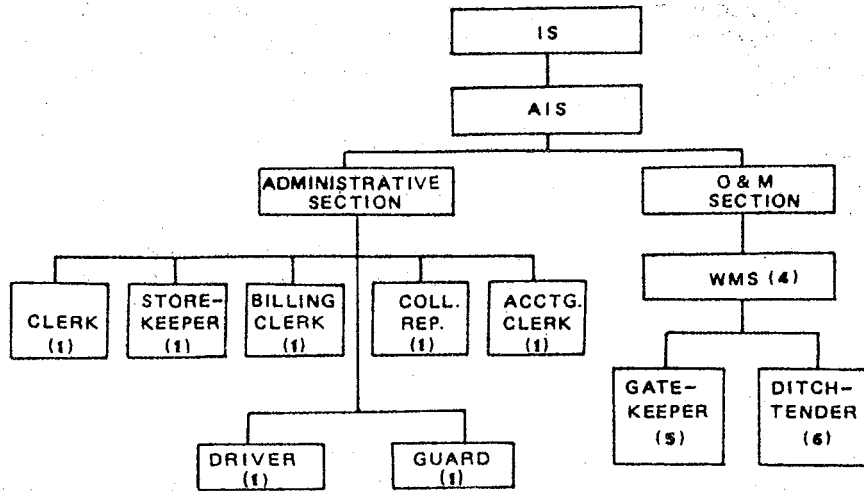 IS
AIS
ADMINISTRATIVE
SECTION
O & M
SECTION
WMS (4)
CLERK
(1)
STORE-
KEEPER
(1)
BILLING
CLERK
(1)
COLL.
REP.
(1)
ACCTG.
CLERK
(1)
GATE-
KEEPER
(5)
DITCH-
TENDER
(6)
DRIVER
(1)
GUARD
(1)